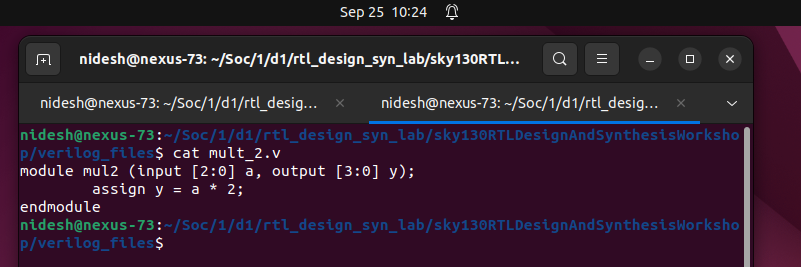 Sep 25 10:24
nidesh@nexus-73: ~/Soc/1/d1/rtl_design_syn_lab/sky130RTL...
nidesh@nexus-73: ~/Soc/1/d1/rtl_desig... × nidesh@nexus-73: ~/Soc/1/d1/rtl_desig... ×
nidesh@nexus-73:~/Soc/1/d1/rtl_design_syn_lab/sky130RTLDesignAndSynthesisWorksho
p/verilog_files$ cat mult_2.v
module mul2 (input [2:0] a, output [3:0] y);
        assign y = a * 2;
endmodule
nidesh@nexus-73:~/Soc/1/d1/rtl_design_syn_lab/sky130RTLDesignAndSynthesisWorksho
p/verilog_files$